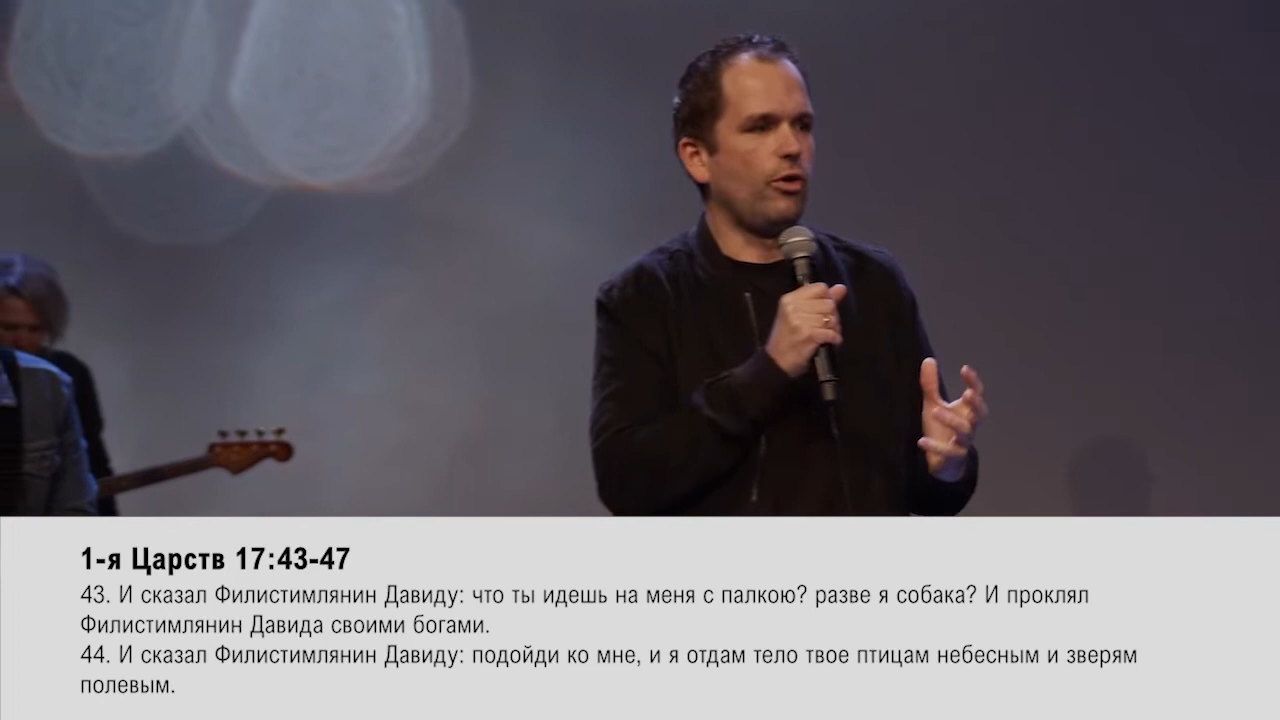 1-я Царств 17:43-47
43. И сказал Филистимлянин Давиду: что ты идешь на меня с палкою? разве я собака? И проклял
Филистимлянин Давида своими богами.
44. И сказал Филистимлянин Давиду: подойди ко мне, и я отдам тело твое птицам небесным и зверям
полевым.